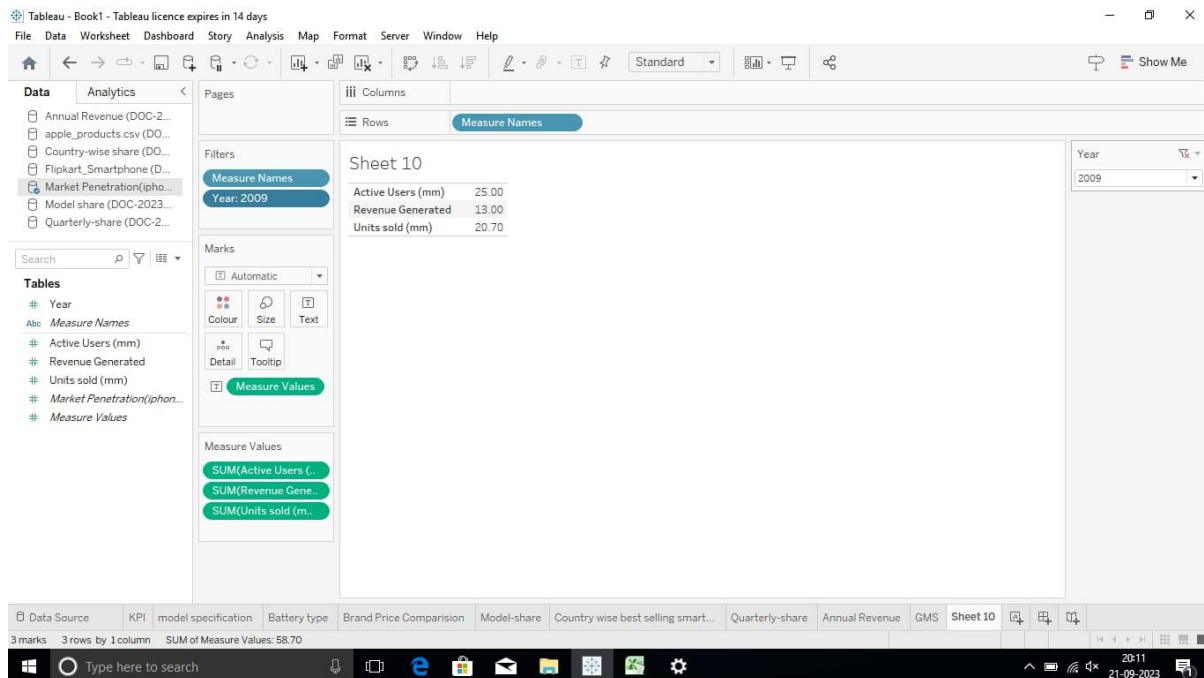 Tableau - Book1 - Tableau licence expires in 14 days
File Data Worksheet Dashboard Story Analysis Map Format Server Window Help
Standard
Show Me
Data Analytics
Annual Revenue (DOC-2...
apple_products.csv (DO...
Country-wise share (DO...
Flipkart_Smartphone (D...
Market Penetration(ipho...
Model share (DOC-2023...
Quarterly-share (DOC-2...
Search
Tables
# Year
Abc Measure Names
# Active Users (mm)
# Revenue Generated
# Units sold (mm)
# Market Penetration(iphon...
# Measure Values
Pages
Filters
Measure Names
Year: 2009
Marks
Automatic
Colour Size Text
Detail Tooltip
Measure Values
Measure Values
SUM(Active Users (..
SUM(Revenue Gene..
SUM(Units sold (m..
Columns
Rows Measure Names
Sheet 10
Active Users (mm) 25.00
Revenue Generated 13.00
Units sold (mm) 20.70
Year
2009
Data Source KPI model specification Battery type Brand Price Comparision Model-share Country wise best selling smart... Quarterly-share Annual Revenue GMS Sheet 10
3 marks 3 rows by 1 column SUM of Measure Values: 58.70
Type here to search
20:11
21-09-2023